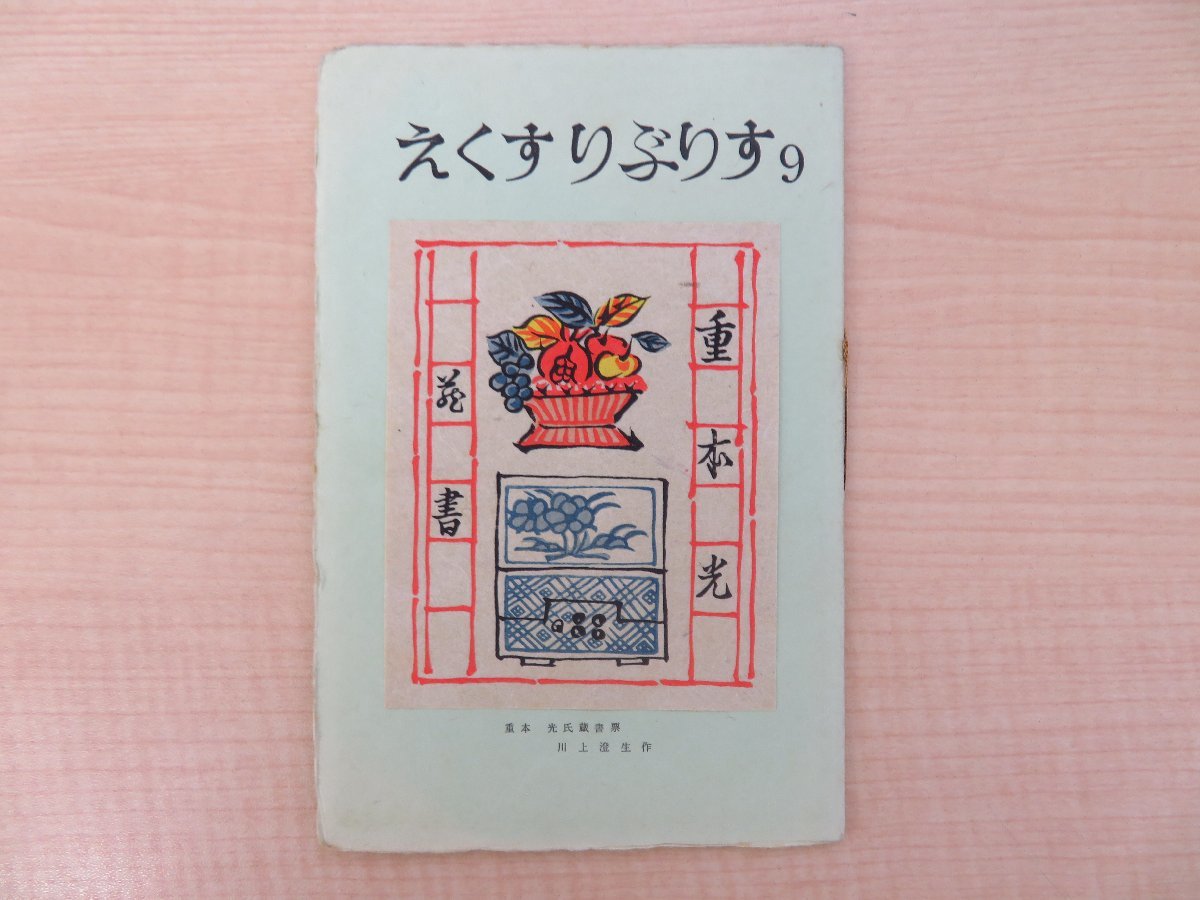 えくすりぶりす9
重本光
蔵書
重本　光氏蔵書票
川上澄生作